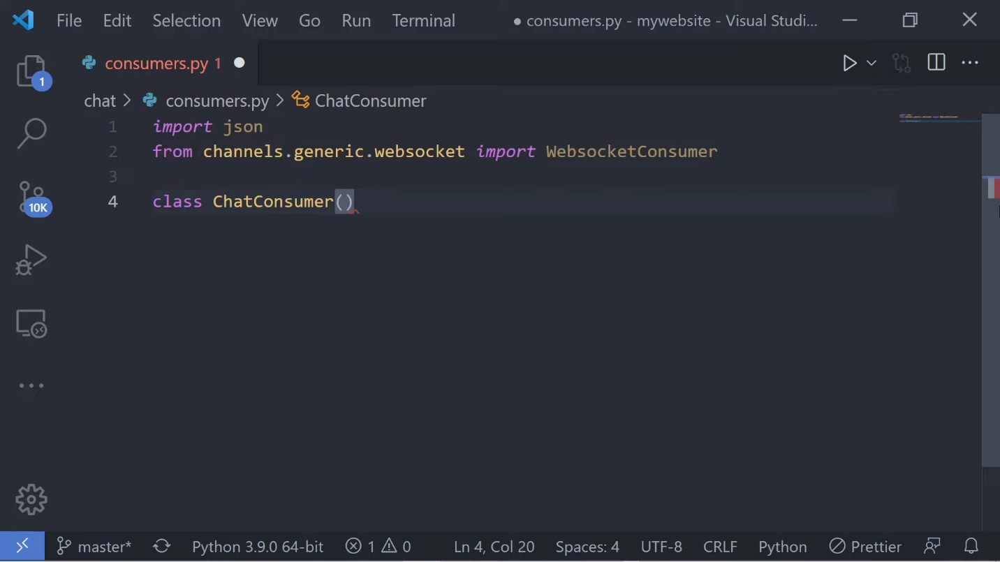 File Edit Selection View Go Run Terminal consumers.py - mywebsite - Visual Studi...
consumers.py 1
chat > consumers.py > ChatConsumer
1 import json
2 from channels.generic.websocket import WebsocketConsumer
3
4 class ChatConsumer()
1
10K
master* Python 3.9.0 64-bit 1 0 Ln 4, Col 20 Spaces: 4 UTF-8 CRLF Python Prettier